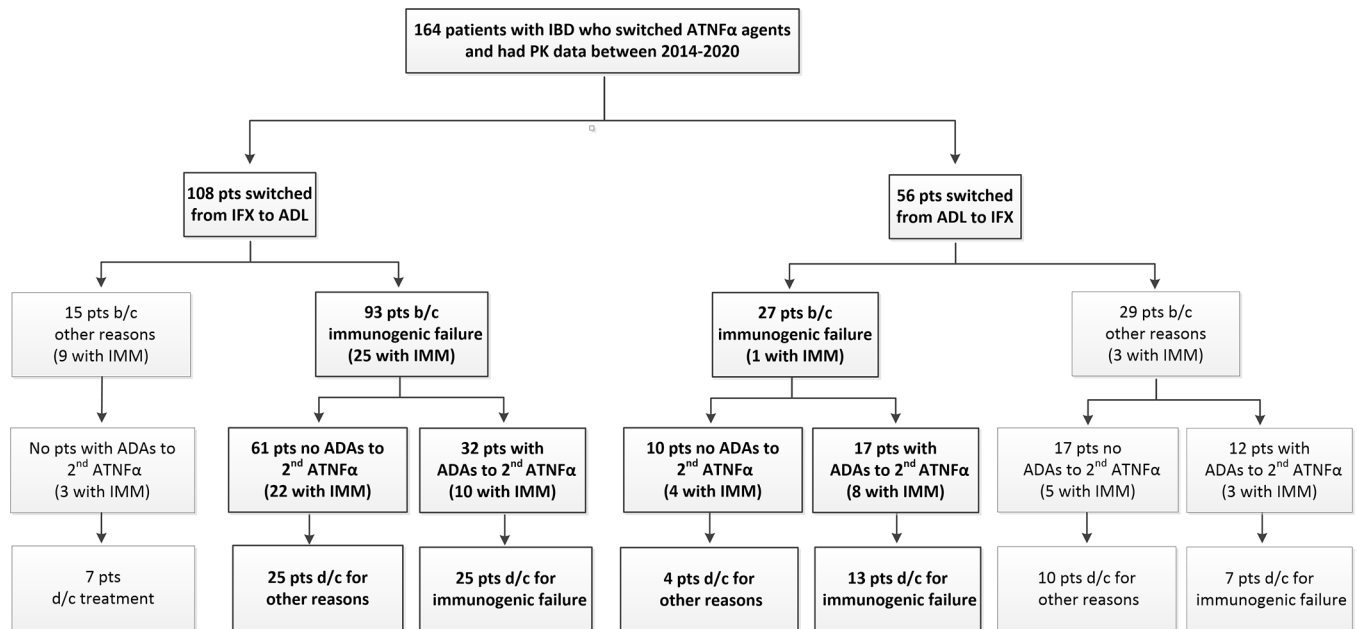 164 patients with IBD who switched ATNFα agents
and had PK data between 2014-2020
108 pts switched
from IFX to ADL
56 pts switched
from ADL to IFX
15 pts b/c
other reasons
(9 with IMM)
93 pts b/c
immunogenic failure
(25 with IMM)
27 pts b/c
immunogenic failure
(1 with IMM)
29 pts b/c
other reasons
(3 with IMM)
No pts with ADAs to
2nd ATNFα
(3 with IMM)
61 pts no ADAs to
2nd ATNFα
(22 with IMM)
32 pts with
ADAs to 2nd ATNFα
(10 with IMM)
10 pts no ADAs to
2nd ATNFα
(4 with IMM)
17 pts with
ADAs to 2nd ATNFα
(8 with IMM)
17 pts no
ADAs to 2nd ATNFα
(5 with IMM)
12 pts with
ADAs to 2nd ATNFα
(3 with IMM)
7 pts
d/c treatment
25 pts d/c for
other reasons
25 pts d/c for
immunogenic failure
4 pts d/c for
other reasons
13 pts d/c for
immunogenic failure
10 pts d/c for
other reasons
7 pts d/c for
immunogenic failure